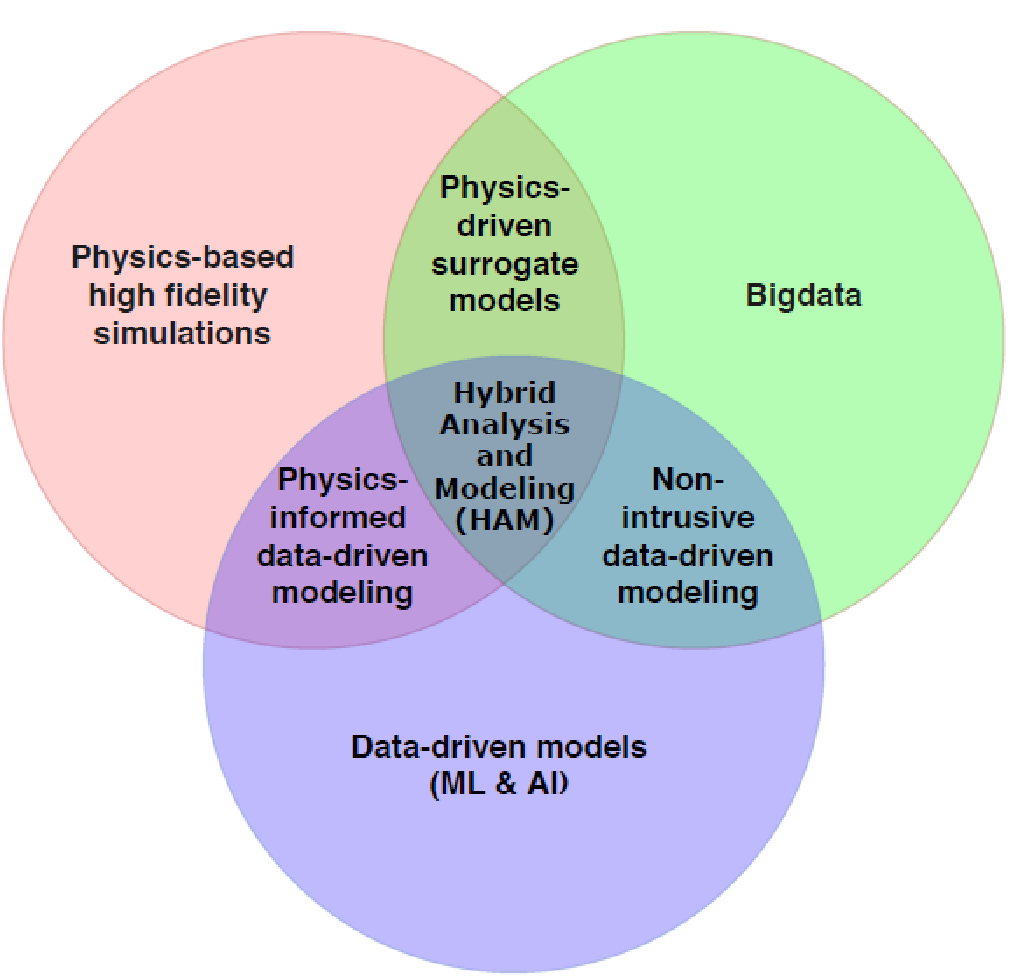 Physics-
driven
surrogate
models
Physics-based
high fidelity
simulations
Bigdata
Hybrid
Analysis
and
Modeling
(HAM)
Physics-
informed
data-driven
modeling
Non-
intrusive
data-driven
modeling
Data-driven models
(ML & AI)